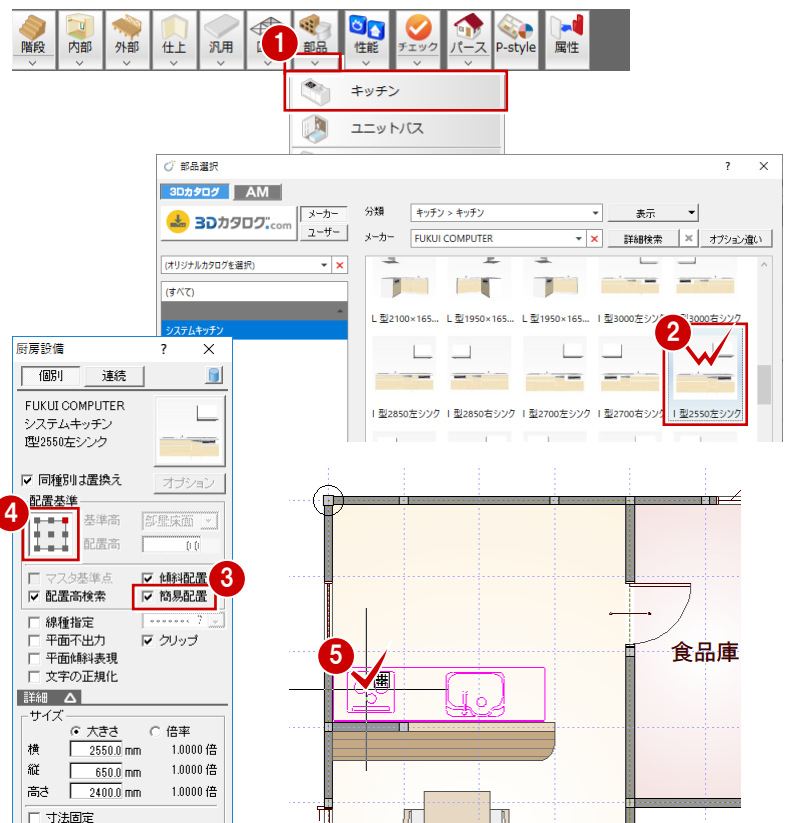 階段 内部 外部 仕上 汎用 部品 性能 チェック パース P-style 属性
1
キッチン
ユニットバス
部品選択 ? ×
3Dカタログ AM
3Dカタログ.com メーカー
ユーザー
分類 キッチン > キッチン 表示
メーカー FUKUI COMPUTER × 詳細検索 × オプション違い
(オリジナルカタログを選択) ×
(すべて)
システムキッチン
L 型2100×165... L 型1950×165... L 型1950×165... I 型3000左シンク 型3000右シンク
2
I 型2850左シンク I 型2850右シンク I 型2700左シンク I 型2700右シンク I 型2550左シンク
厨房設備 ? ×
個別 連続
FUKUI COMPUTER
システムキッチン
I型2550左シンク
同種別は置換え オプション
配置基準
4
基準高 部屋床面
配置高 0.0
マスタ基準点 傾斜配置
3
配置高検索 簡易配置
線種指定 ?
平面不出力 クリップ
平面傾斜表現
文字の正規化
詳細
サイズ
大きさ 倍率
横 2550.0 mm 1.0000 倍
縦 650.0 mm 1.0000 倍
高さ 2400.0 mm 1.0000 倍
寸法固定
5
食品庫